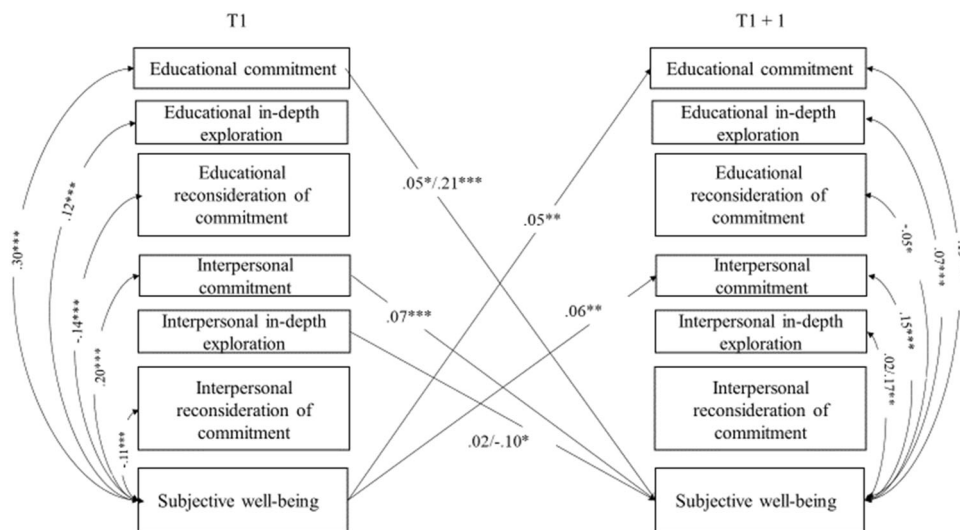 T1
T1 + 1
Educational commitment
Educational commitment
Educational in-depth
exploration
Educational in-depth
exploration
Educational
reconsideration of
commitment
Educational
reconsideration of
commitment
Interpersonal
commitment
Interpersonal
commitment
Interpersonal in-depth
exploration
Interpersonal in-depth
exploration
Interpersonal
reconsideration of
commitment
Interpersonal
reconsideration of
commitment
Subjective well-being
Subjective well-being
.30***
.12***
-.14***
.20***
-.11***
.05*/.21***
.05**
.07***
.06**
.02/-.10*
-.05*
.07***
.15***
.02/.17**